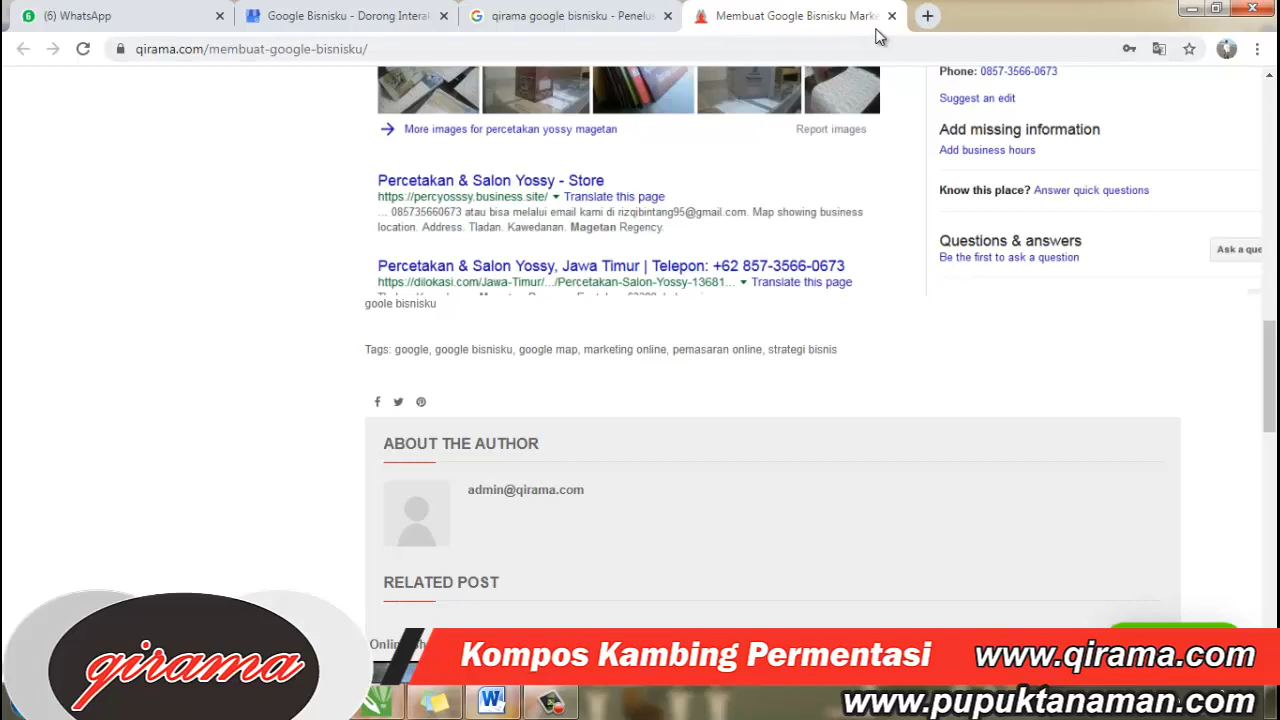 (6) WhatsApp
Google Bisnisku - Dorong Interak
qirama google bisnisku - Penelus
Membuat Google Bisnisku Marke
qirama.com/membuat-google-bisnisku/
Phone: 0857-3566-0673
Suggest an edit
More images for percetakan yossy magetan
Report images
Add missing information
Add business hours
Percetakan & Salon Yossy - Store
https://percyosssy.business.site/ Translate this page
... 085735660673 atau bisa melalui email kami di rizqibintang95@gmail.com. Map showing business
location. Address. Tladan. Kawedanan. Magetan Regency.
Know this place? Answer quick questions
Questions & answers
Ask a que
Be the first to ask a question
Percetakan & Salon Yossy, Jawa Timur | Telepon: +62 857-3566-0673
https://dilokasi.com/Jawa-Timur/.../Percetakan-Salon-Yossy-13681... Translate this page
goole bisnisku
Tags: google, google bisnisku, google map, marketing online, pemasaran online, strategi bisnis
ABOUT THE AUTHOR
admin@qirama.com
RELATED POST
qirama
Kompos Kambing Permentasi
www.qirama.com
www.pupuktanaman.com